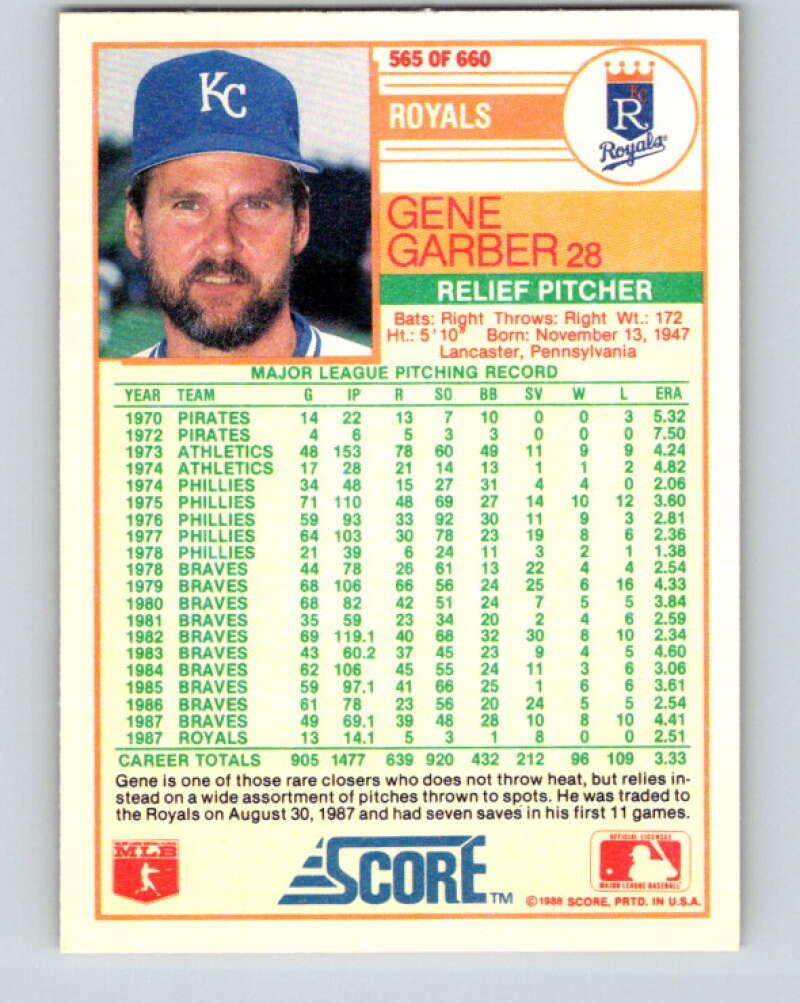 565 OF 660
ROYALS
KC
KC
R
Royals
GENE
GARBER 28
RELIEF PITCHER
Bats: Right Throws: Right Wt.: 172
Ht.: 5'10" Born: November 13, 1947
Lancaster, Pennsylvania
MAJOR LEAGUE PITCHING RECORD
YEAR TEAM G IP R SO BB SV W L ERA
1970 PIRATES 14 22 13 7 10 0 0 3 5.32
1972 PIRATES 4 6 5 3 3 0 0 0 7.50
1973 ATHLETICS 48 153 78 60 49 11 9 9 4.24
1974 ATHLETICS 17 28 21 14 13 1 1 2 4.82
1974 PHILLIES 34 48 15 27 31 4 4 0 2.06
1975 PHILLIES 71 110 48 69 27 14 10 12 3.60
1976 PHILLIES 59 93 33 92 30 11 9 3 2.81
1977 PHILLIES 64 103 30 78 23 19 8 6 2.36
1978 PHILLIES 21 39 6 24 11 3 2 1 1.38
1978 BRAVES 44 78 26 61 13 22 4 4 2.54
1979 BRAVES 68 106 66 56 24 25 6 16 4.33
1980 BRAVES 68 82 42 51 24 7 5 5 3.84
1981 BRAVES 35 59 23 34 20 2 4 6 2.59
1982 BRAVES 69 119.1 40 68 32 30 8 10 2.34
1983 BRAVES 43 60.2 37 45 23 9 4 5 4.60
1984 BRAVES 62 106 45 55 24 11 3 6 3.06
1985 BRAVES 59 97.1 41 66 25 1 6 6 3.61
1986 BRAVES 61 78 23 56 20 24 5 5 2.54
1987 BRAVES 49 69.1 39 48 28 10 8 10 4.41
1987 ROYALS 13 14.1 5 3 1 8 0 0 2.51
CAREER TOTALS 905 1477 639 920 432 212 96 109 3.33
Gene is one of those rare closers who does not throw heat, but relies in-
stead on a wide assortment of pitches thrown to spots. He was traded to
the Royals on August 30, 1987 and had seven saves in his first 11 games.
MLB
SCORE TM
OFFICIAL LICENSEE
MAJOR LEAGUE BASEBALL
©1988 SCORE, PRTD. IN U.S.A.